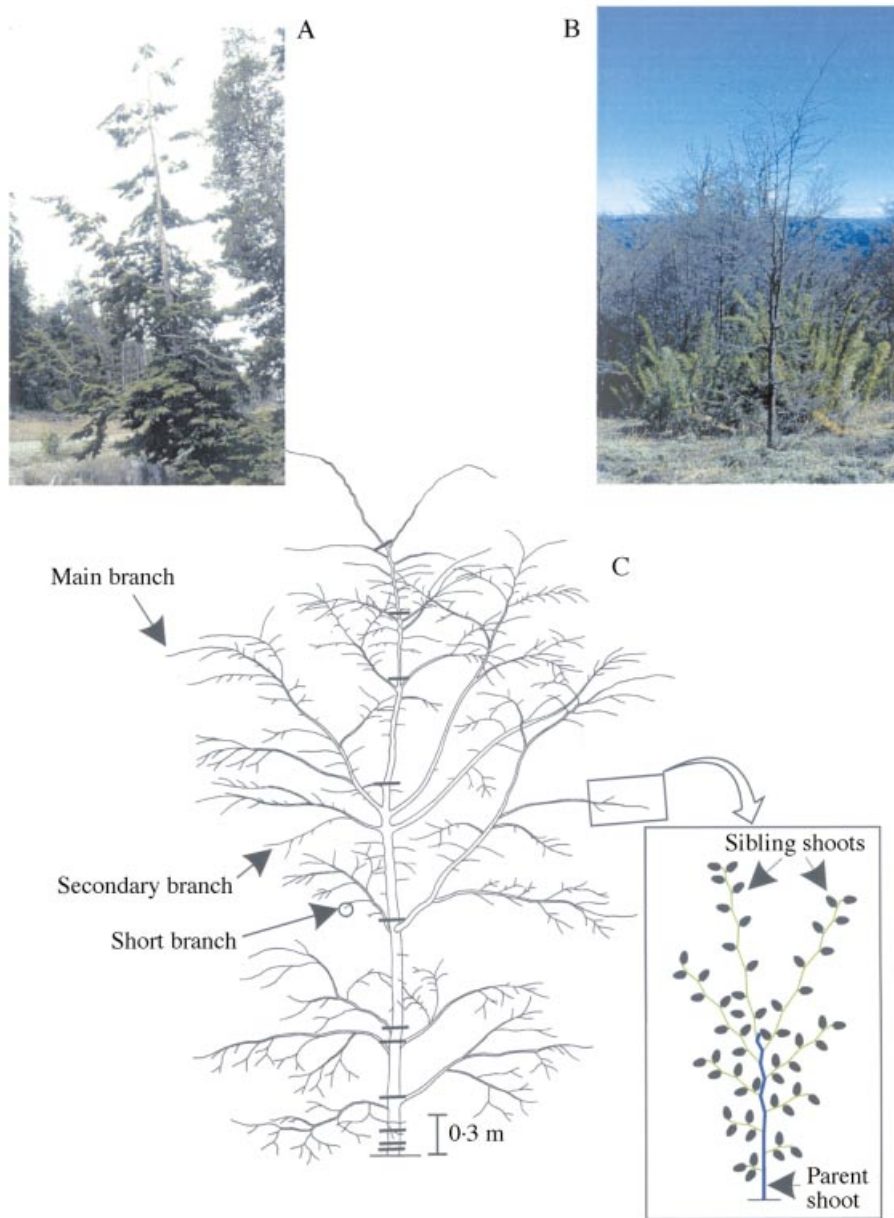 A
B
C
Main branch
Secondary branch
Short branch
0·3 m
Sibling shoots
Parent
shoot